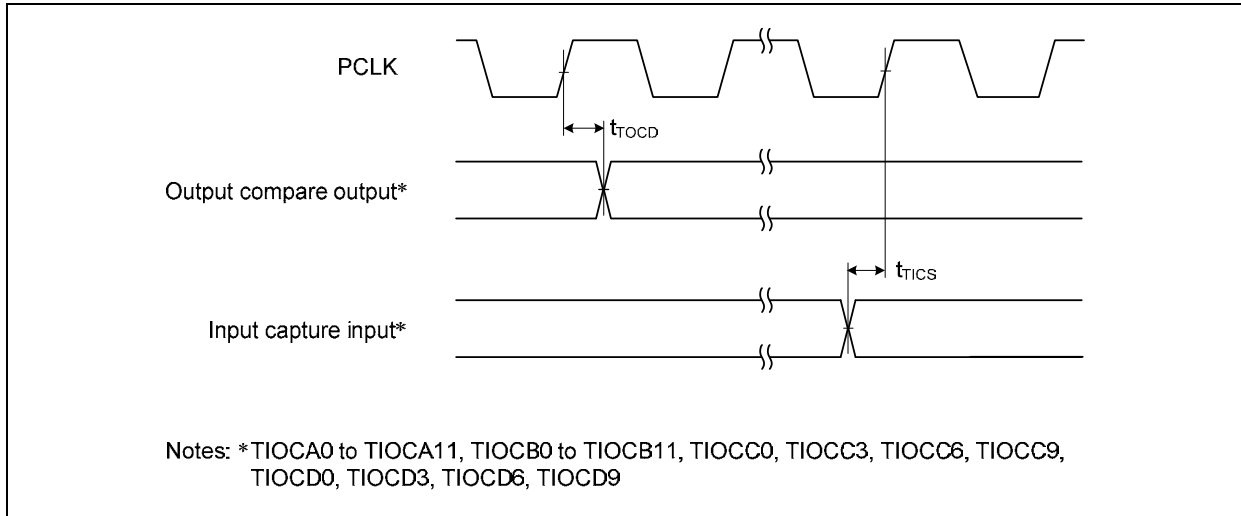 PCLK
tTOCD
Output compare output*
tTICS
Input capture input*
Notes: *TIOCA0 to TIOCA11, TIOCB0 to TIOCB11, TIOCC0, TIOCC3, TIOCC6, TIOCC9,
TIOCD0, TIOCD3, TIOCD6, TIOCD9